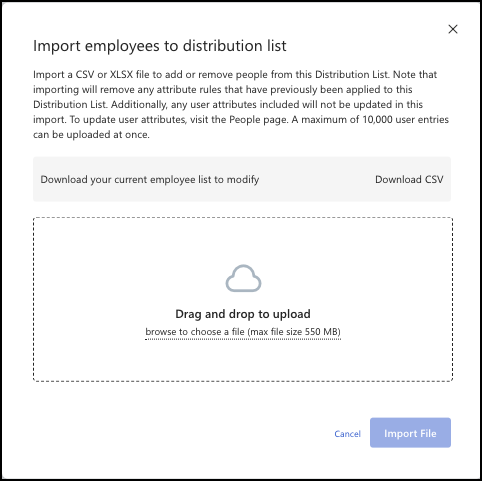 Import employees to distribution list
Import a CSV or XLSX file to add or remove people from this Distribution List. Note that
importing will remove any attribute rules that have previously been applied to this
Distribution List. Additionally, any user attributes included will not be updated in this
import. To update user attributes, visit the People page. A maximum of 10,000 user entries
can be uploaded at once.
Download your current employee list to modify
Download CSV
Drag and drop to upload
browse to choose a file (max file size 550 MB)
Cancel
Import File